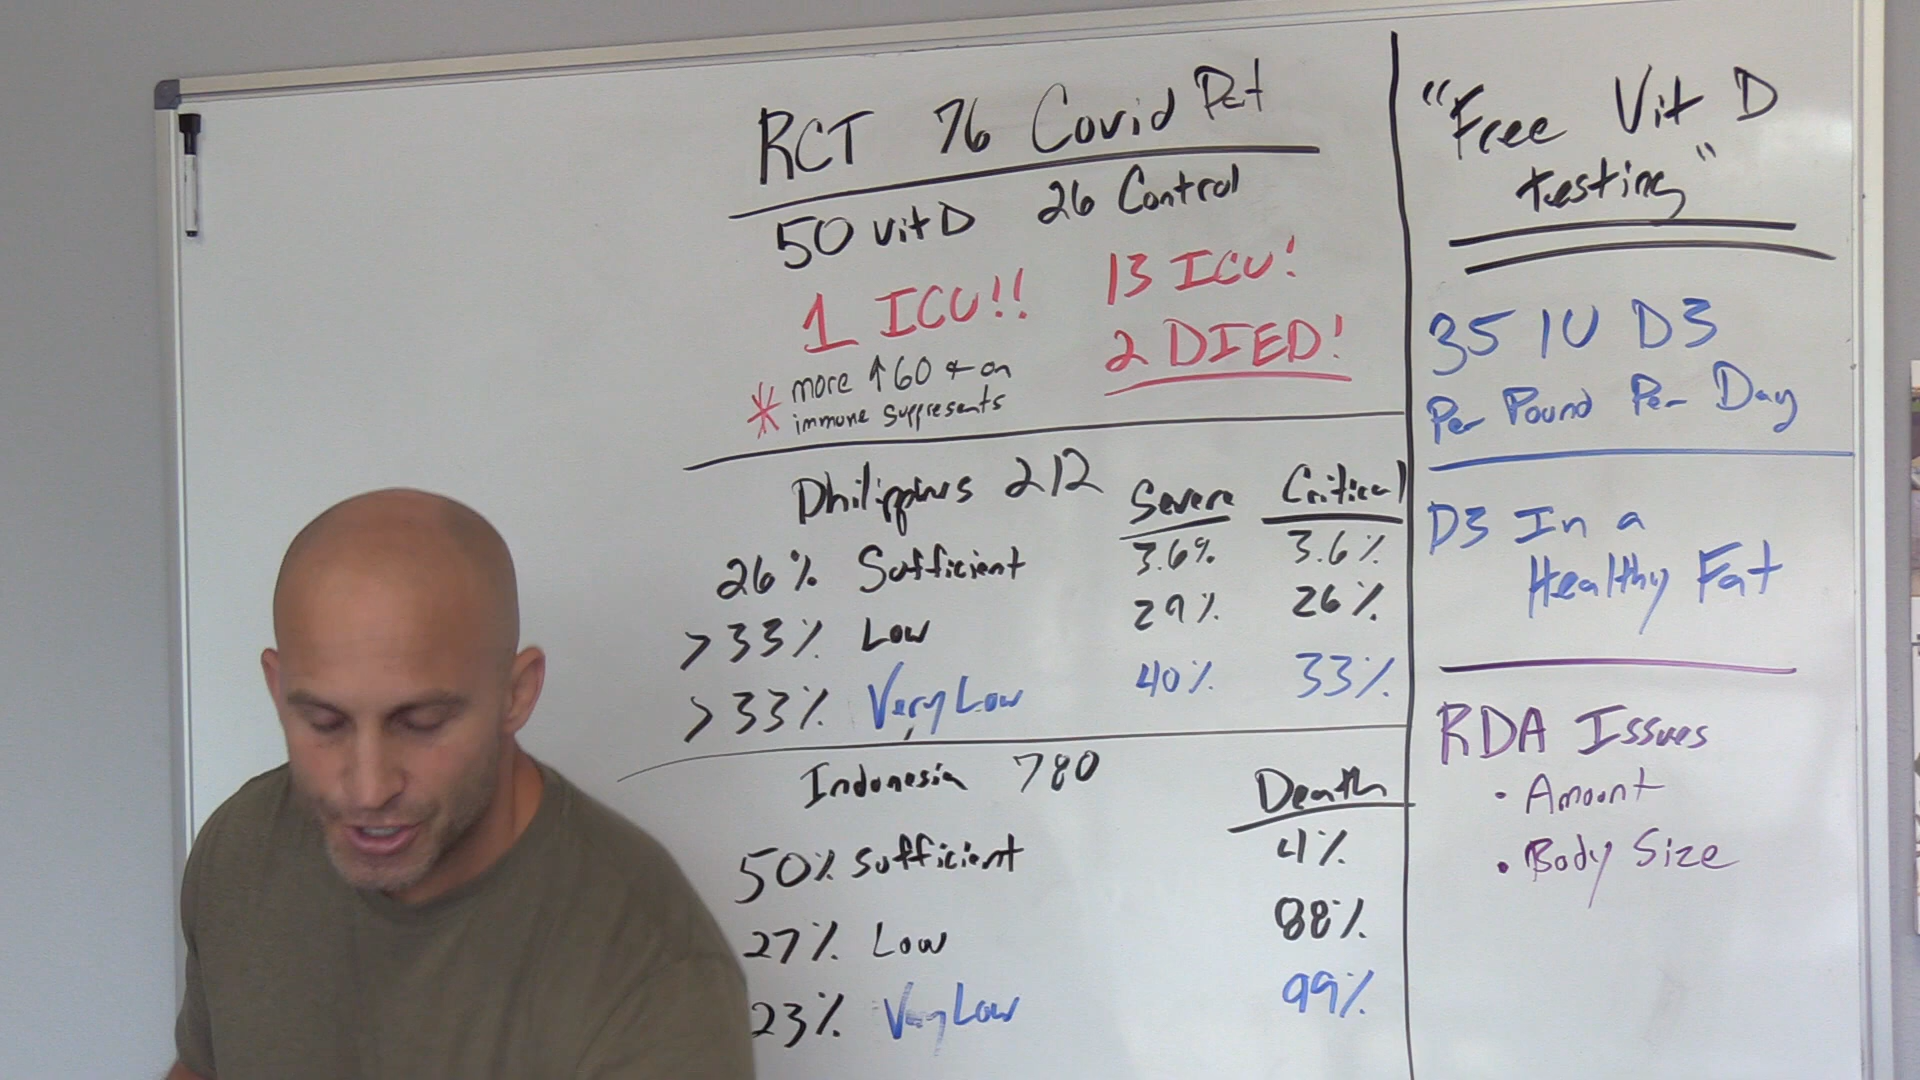 RCT 76 Covid Pat
50 Vit D 26 Control
1 ICU!! 13 ICU!
2 DIED!
* more ↑60 + on
immune suppresents
Philippins 212 Severe Critical
26% Sufficient 3.6% 3.6%
>33% Low 29% 26%
>33% Very Low 40% 33%
Indonesia 780 Death
50% Sufficient 4%
27% Low 88%
23% Very Low 99%
"Free Vit D
testing"
35 IU D3
Per Pound Per Day
D3 In a
Healthy Fat
RDA Issues
• Amount
• Body Size